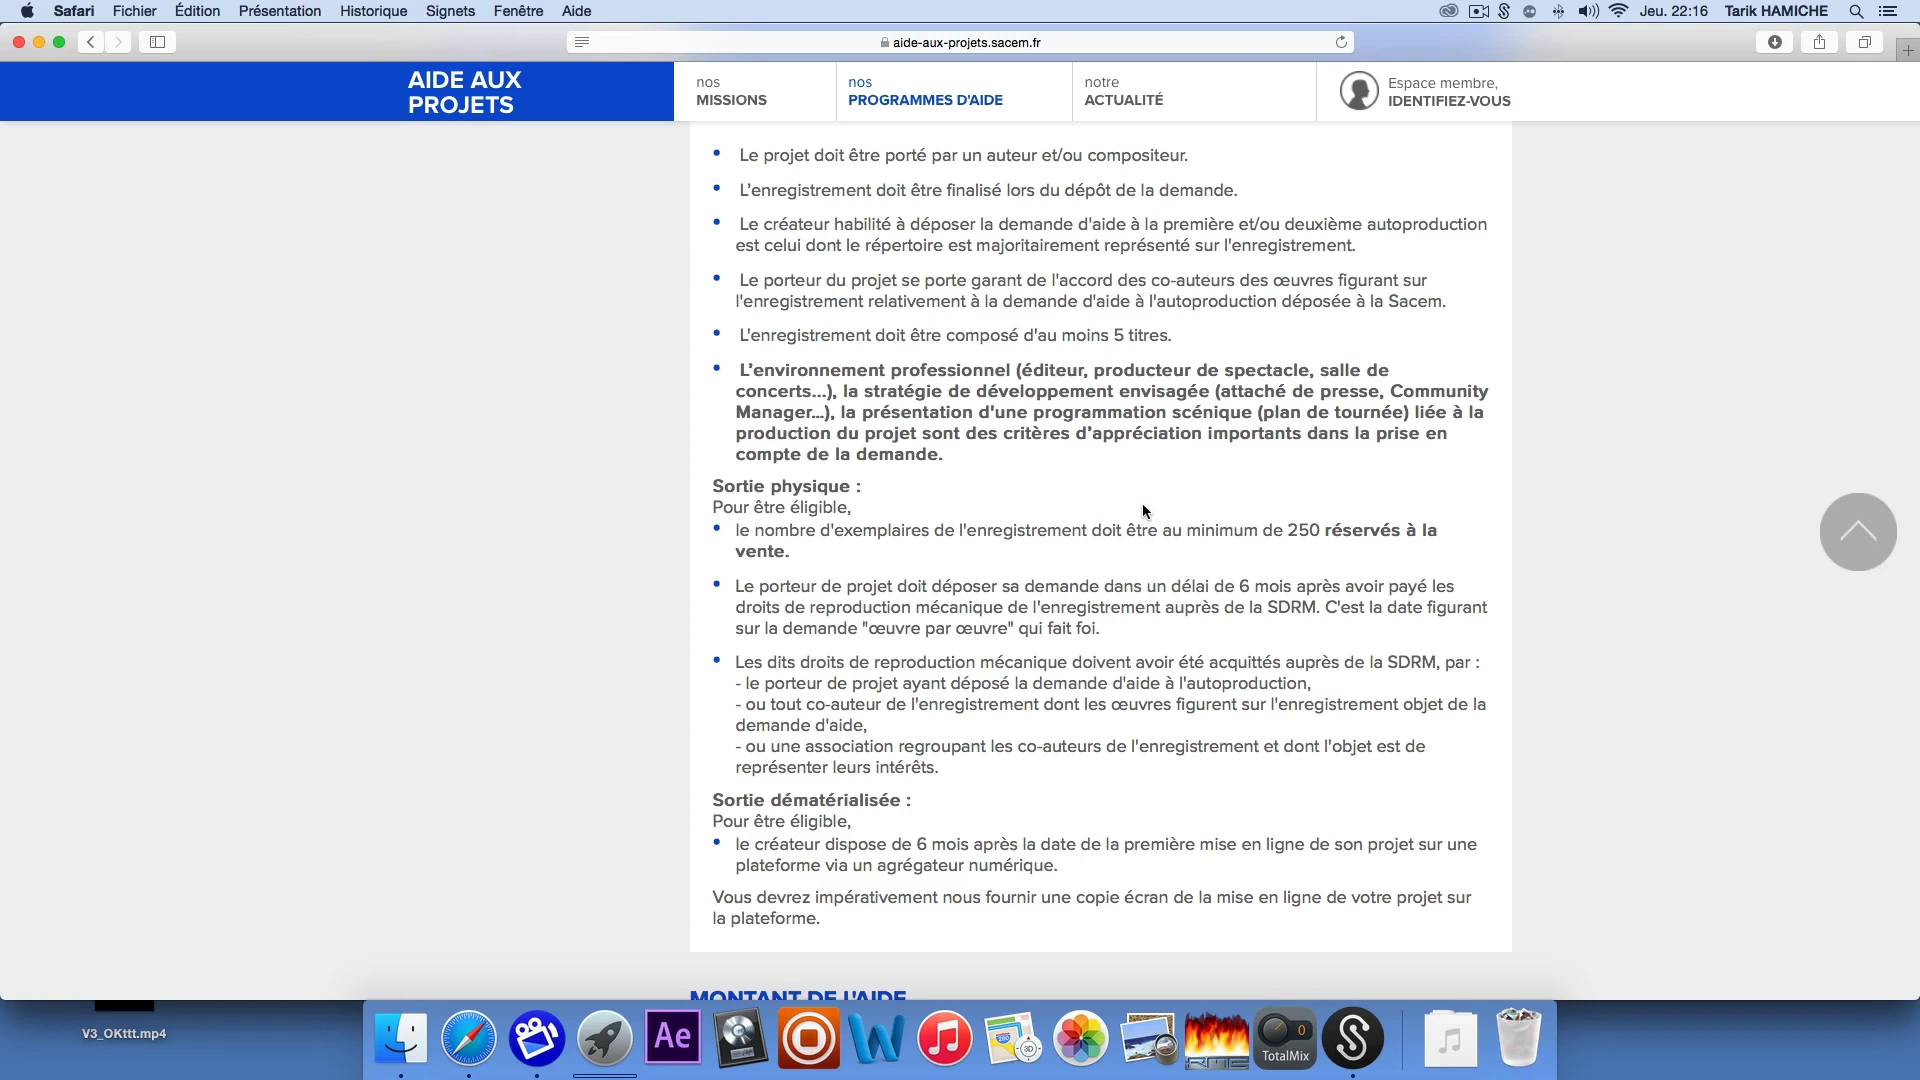 Safari Fichier Édition Présentation Historique Signets Fenêtre Aide Jeu. 22:16 Tarik HAMICHE
aide-aux-projets.sacem.fr
AIDE AUX
PROJETS
nos
MISSIONS
nos
PROGRAMMES D'AIDE
notre
ACTUALITÉ
Espace membre,
IDENTIFIEZ-VOUS
• Le projet doit être porté par un auteur et/ou compositeur.
• L'enregistrement doit être finalisé lors du dépôt de la demande.
• Le créateur habilité à déposer la demande d'aide à la première et/ou deuxième autoproduction
est celui dont le répertoire est majoritairement représenté sur l'enregistrement.
• Le porteur du projet se porte garant de l'accord des co-auteurs des œuvres figurant sur
l'enregistrement relativement à la demande d'aide à l'autoproduction déposée à la Sacem.
• L'enregistrement doit être composé d'au moins 5 titres.
• L’environnement professionnel (éditeur, producteur de spectacle, salle de
concerts...), la stratégie de développement envisagée (attaché de presse, Community
Manager...), la présentation d'une programmation scénique (plan de tournée) liée à la
production du projet sont des critères d’appréciation importants dans la prise en
compte de la demande.
Sortie physique :
Pour être éligible,
• le nombre d'exemplaires de l'enregistrement doit être au minimum de 250 réservés à la
vente.
• Le porteur de projet doit déposer sa demande dans un délai de 6 mois après avoir payé les
droits de reproduction mécanique de l'enregistrement auprès de la SDRM. C'est la date figurant
sur la demande "œuvre par œuvre" qui fait foi.
• Les dits droits de reproduction mécanique doivent avoir été acquittés auprès de la SDRM, par :
- le porteur de projet ayant déposé la demande d'aide à l'autoproduction,
- ou tout co-auteur de l'enregistrement dont les œuvres figurent sur l'enregistrement objet de la
demande d'aide,
- ou une association regroupant les co-auteurs de l'enregistrement et dont l'objet est de
représenter leurs intérêts.
Sortie dématérialisée :
Pour être éligible,
• le créateur dispose de 6 mois après la date de la première mise en ligne de son projet sur une
plateforme via un agrégateur numérique.
Vous devrez impérativement nous fournir une copie écran de la mise en ligne de votre projet sur
la plateforme.
MONTANT DE L'AIDE
V3_OKttt.mp4
Ae
280
3D
RME
0
TotalMix